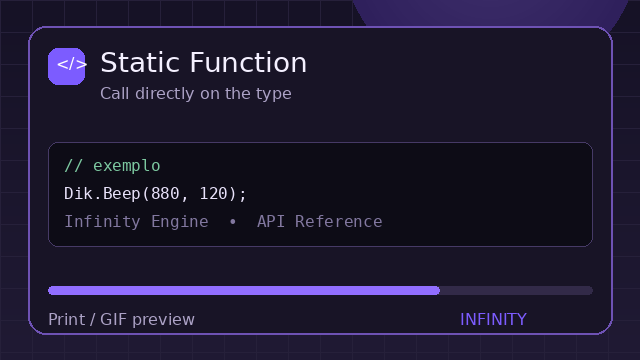 </>
Static Function
Call directly on the type
// exemplo
Dik.Beep(880, 120);
Infinity Engine • API Reference
Print / GIF preview
INFINITY